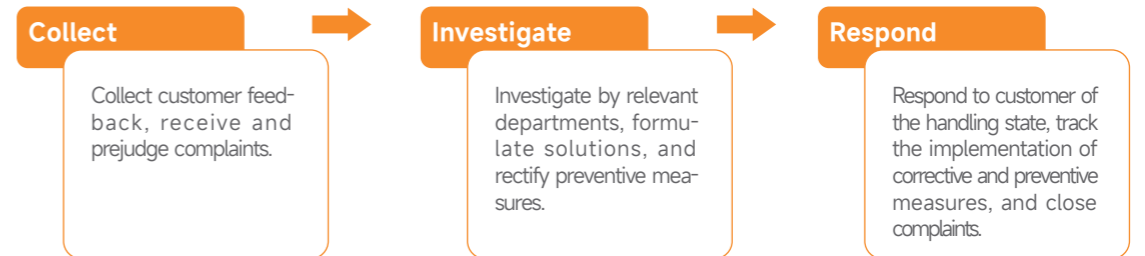 Collect
Collect customer feed-
back, receive and
prejudge complaints.
Investigate
Investigate by relevant
departments, formu-
late solutions, and
rectify preventive mea-
sures.
Respond
Respond to customer of
the handling state, track
the implementation of
corrective and preventive
measures, and close
complaints.